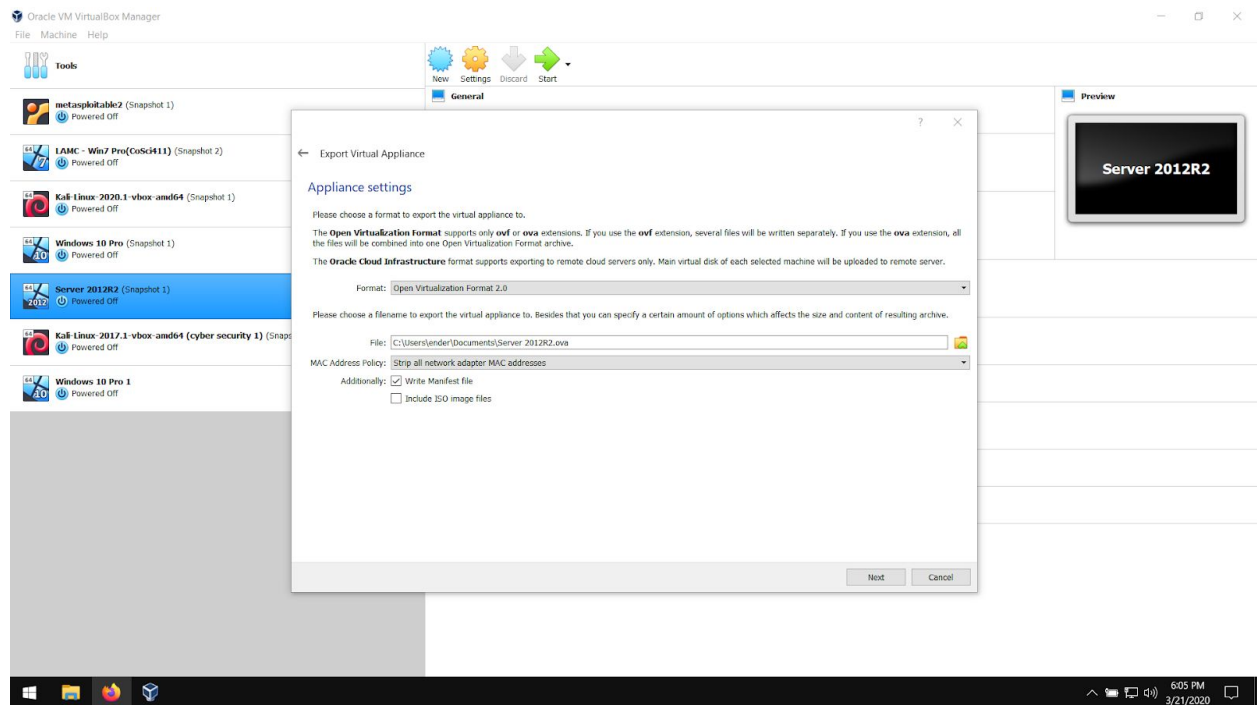 Oracle VM VirtualBox Manager
File Machine Help
Tools
New Settings Discard Start
General
Preview
metasploitable2 (Snapshot 1)
Powered Off
64
7
LAMC - Win7 Pro(CoSci411) (Snapshot 2)
Powered Off
64
Kali-Linux-2020.1-vbox-amd64 (Snapshot 1)
Powered Off
64
10
Windows 10 Pro (Snapshot 1)
Powered Off
64
2012
Server 2012R2 (Snapshot 1)
Powered Off
64
Kali-Linux-2017.1-vbox-amd64 (cyber security 1) (Snaps
Powered Off
64
10
Windows 10 Pro 1
Powered Off
Server 2012R2
?
Export Virtual Appliance
Appliance settings
Please choose a format to export the virtual appliance to.
The Open Virtualization Format supports only ovf or ova extensions. If you use the ovf extension, several files will be written separately. If you use the ova extension, all
the files will be combined into one Open Virtualization Format archive.
The Oracle Cloud Infrastructure format supports exporting to remote cloud servers only. Main virtual disk of each selected machine will be uploaded to remote server.
Format: Open Virtualization Format 2.0
Please choose a filename to export the virtual appliance to. Besides that you can specify a certain amount of options which affects the size and content of resulting archive.
File: C:\Users\ender\Documents\Server 2012R2.ova
MAC Address Policy: Strip all network adapter MAC addresses
Additionally: Write Manifest file
Include ISO image files
Next Cancel
6:05 PM
3/21/2020